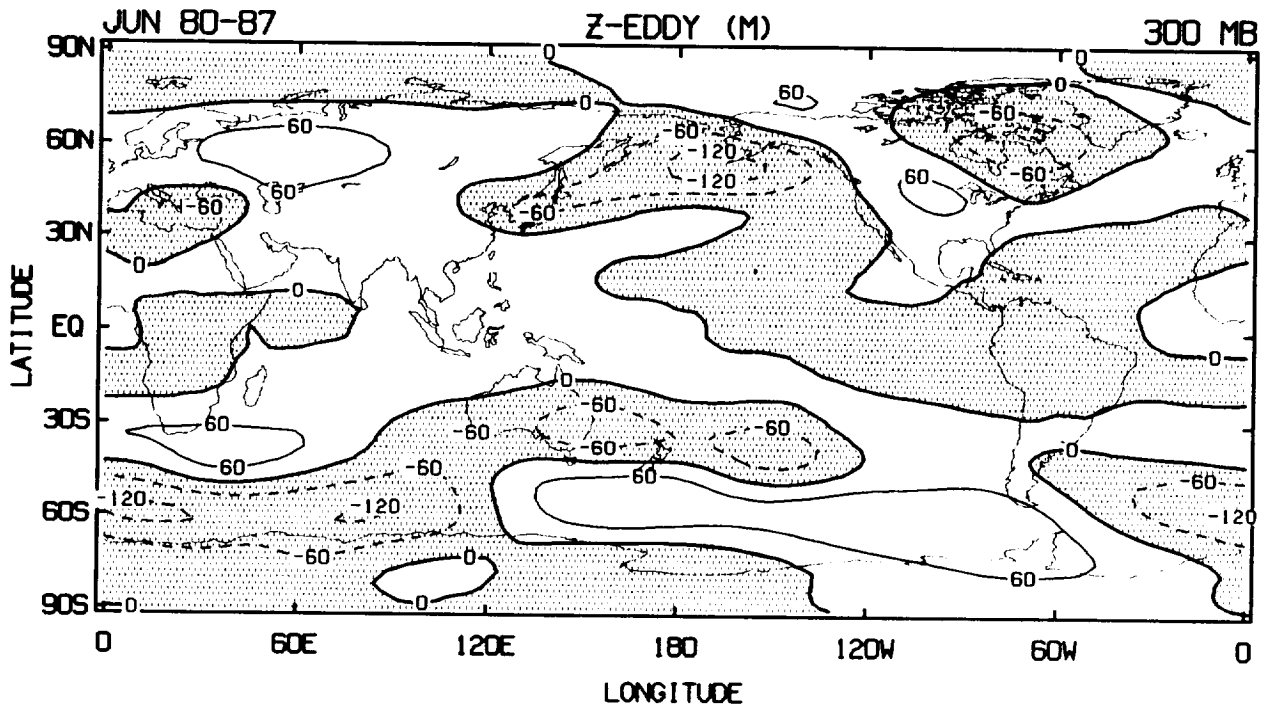 JUN 80-87 Z-EDDY (M) 300 MB
90N 0 0
60 0 0
60N 60 -60 -60
-120
60 -120 60 -60
-60 -60
30N
0
0
EQ
0
0
-60
30S -60 -60
60 -60 0
60 -60 60 -60
-120 -120
60S -120
-60 0 60
90S 0 0
0 60E 120E 180 120W 60W 0
LATITUDE
LONGITUDE